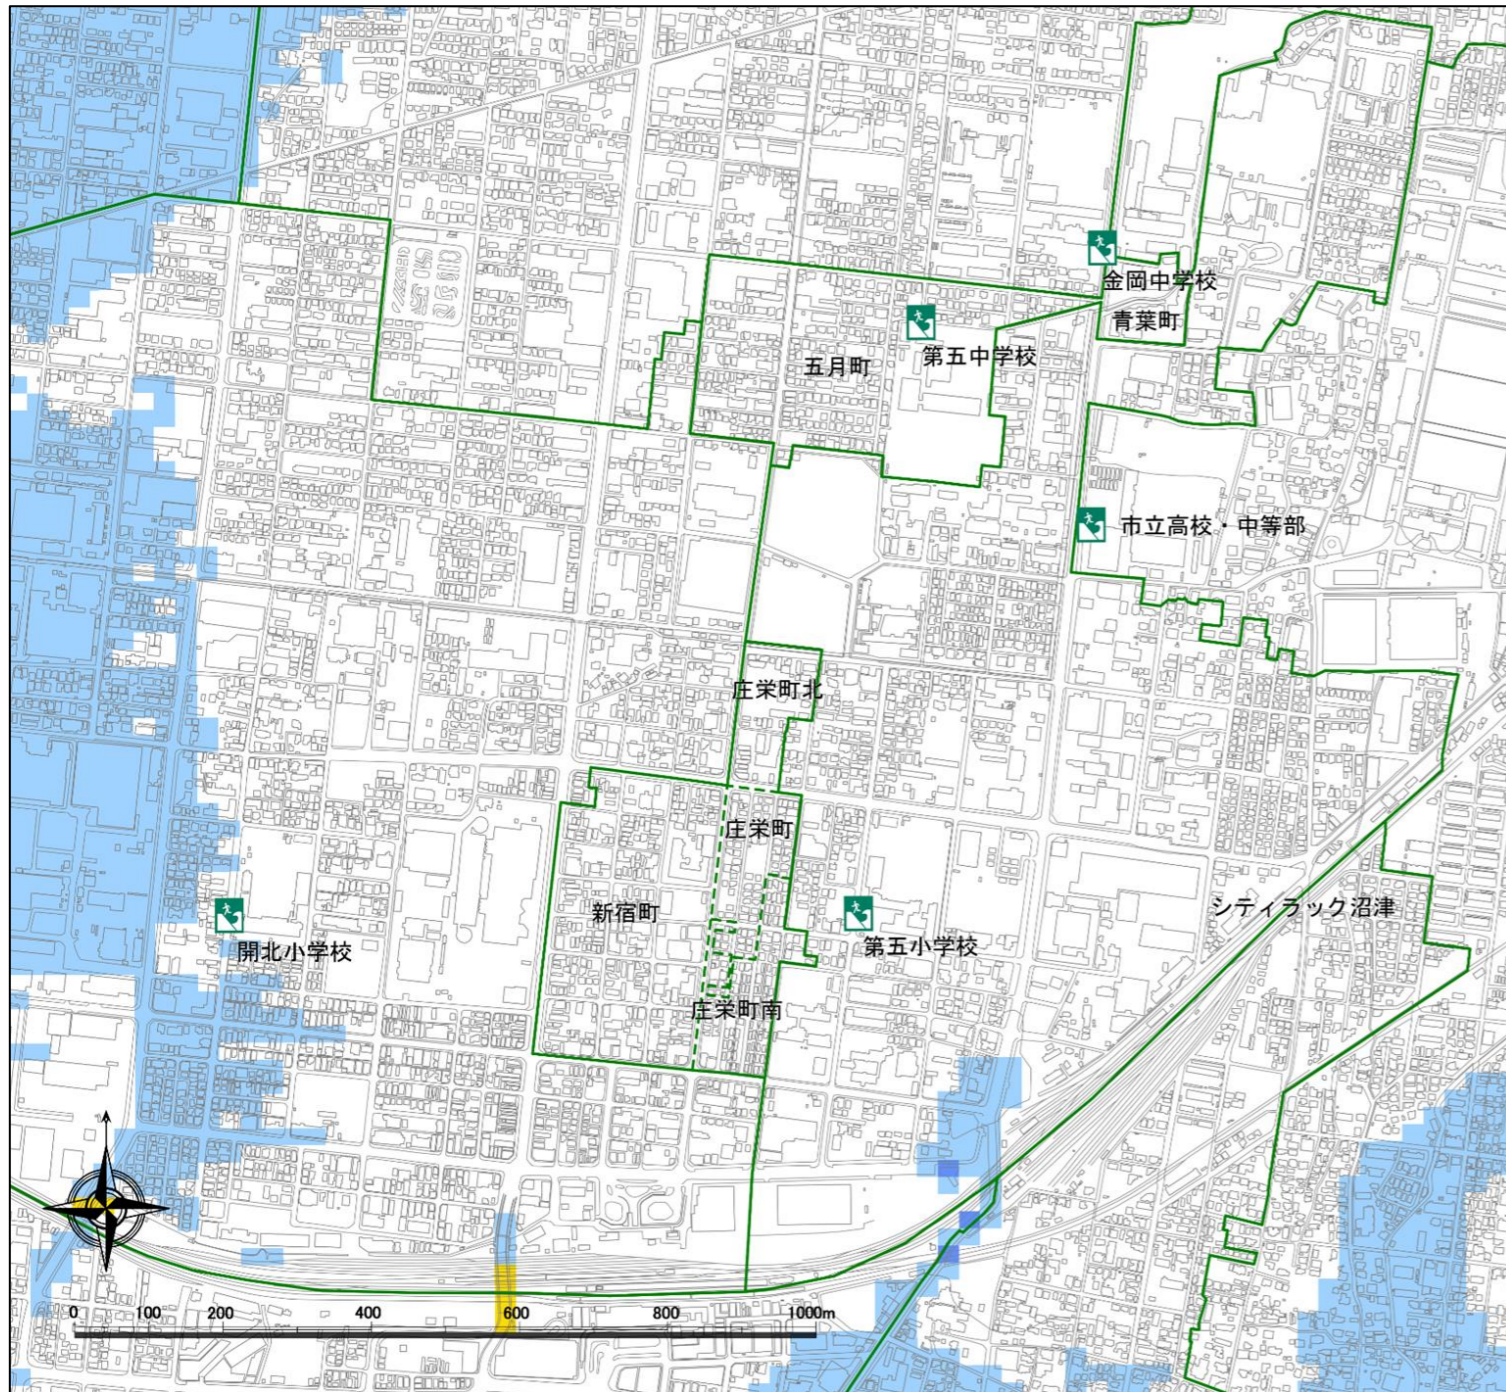 金岡中学校
青葉町
第五中学校
五月町
市立高校・中等部
庄栄町北
庄栄町
シティラック沼津
新宿町
第五小学校
開北小学校
庄栄町南
0 100 200 400 600 800 1000m